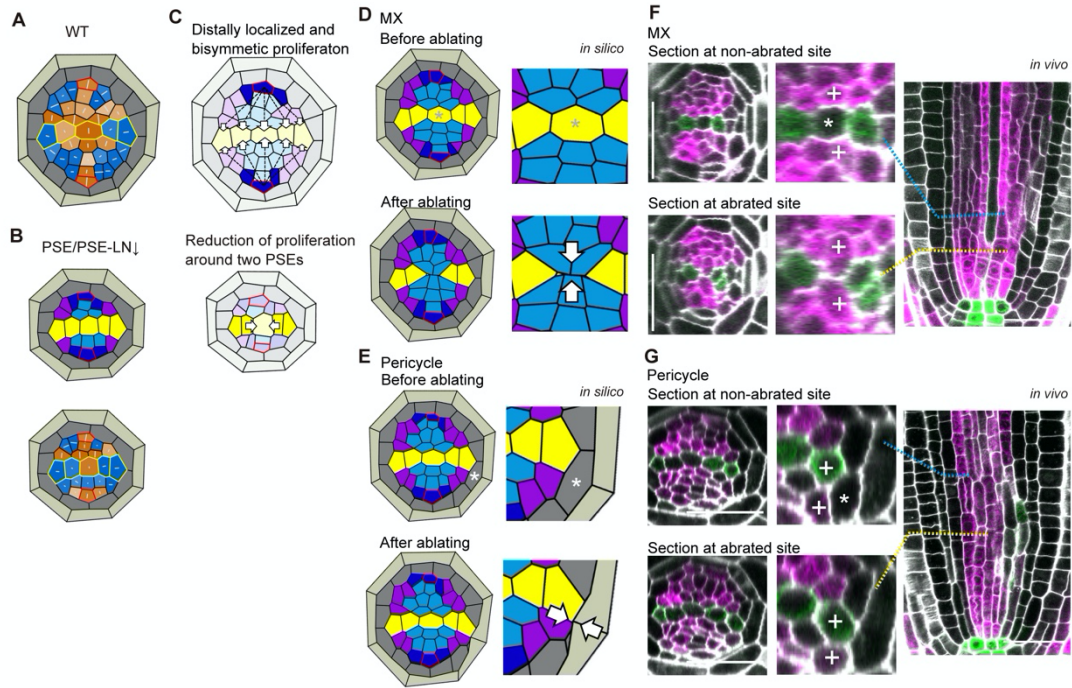 A
WT
B
PSE/PSE-LN↓
C
Distally localized and
bisymmetic proliferaton
Reduction of proliferation
around two PSEs
D
MX
Before ablating
in silico
*
*
After ablating
E
Pericycle
Before ablating
in silico
*
*
After ablating
F
MX
Section at non-abrated site
in vivo
+
*
+
Section at abrated site
+
+
G
Pericycle
Section at non-abrated site
in vivo
+
+ *
Section at abrated site
+
+